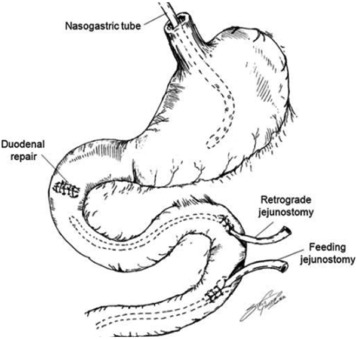 Nasogastric tube
Duodenal
repair
Retrograde
jejunostomy
Feeding
jejunostomy